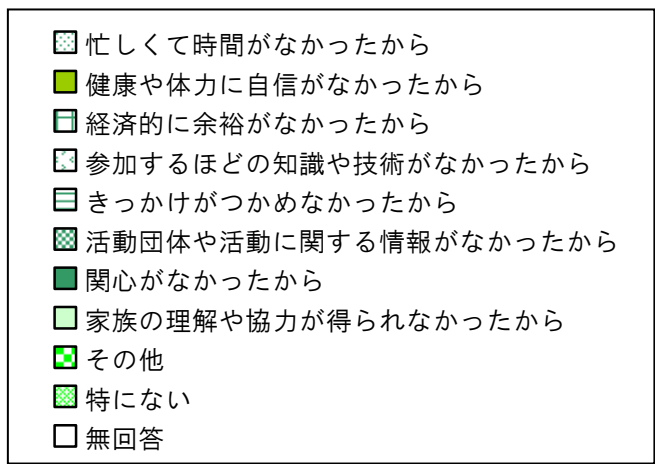 忙しくて時間がなかったから
健康や体力に自信がなかったから
経済的に余裕がなかったから
参加するほどの知識や技術がなかったから
きっかけがつかめなかったから
活動団体や活動に関する情報がなかったから
関心がなかったから
家族の理解や協力が得られなかったから
その他
特にない
無回答